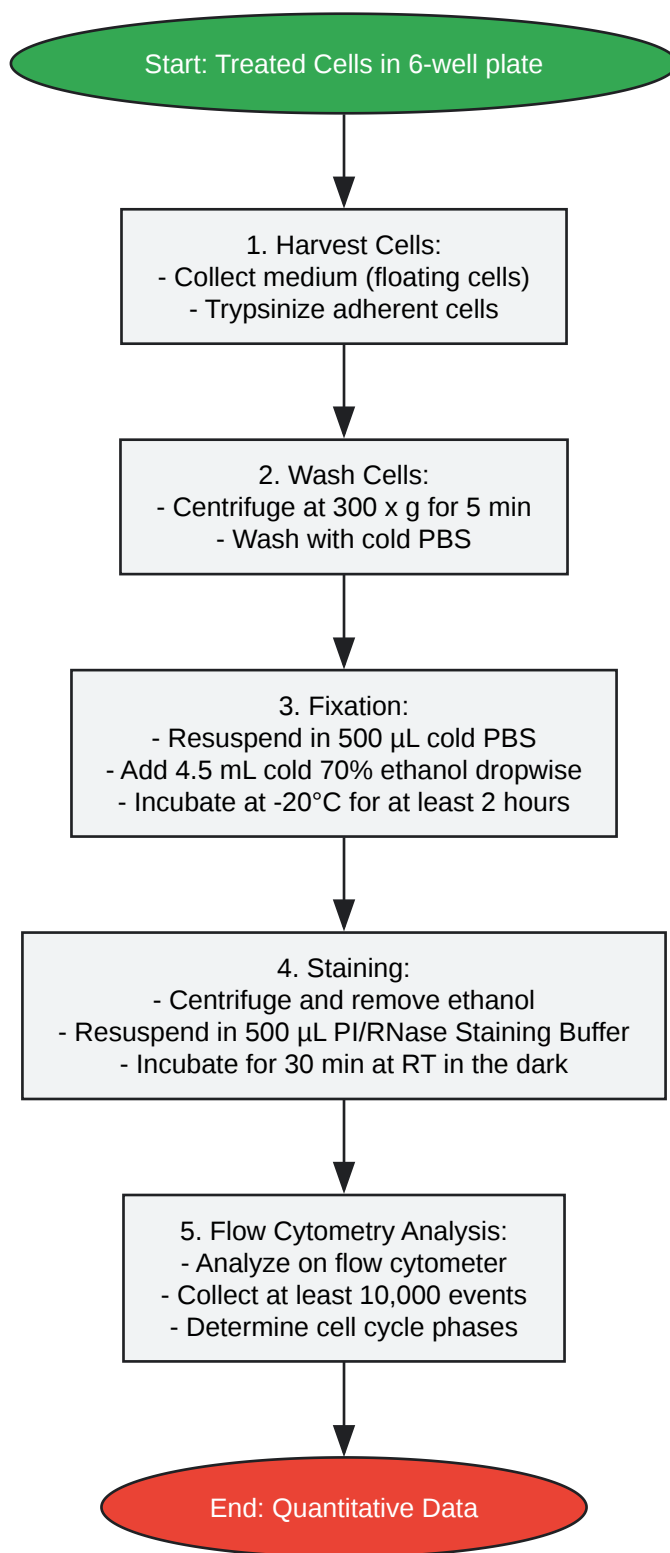 Start: Treated Cells in 6-well plate
1. Harvest Cells:
- Collect medium (floating cells)
- Trypsinize adherent cells
2. Wash Cells:
- Centrifuge at 300 x g for 5 min
- Wash with cold PBS
3. Fixation:
- Resuspend in 500 µL cold PBS
- Add 4.5 mL cold 70% ethanol dropwise
- Incubate at -20°C for at least 2 hours
4. Staining:
- Centrifuge and remove ethanol
- Resuspend in 500 µL PI/RNase Staining Buffer
- Incubate for 30 min at RT in the dark
5. Flow Cytometry Analysis:
- Analyze on flow cytometer
- Collect at least 10,000 events
- Determine cell cycle phases
End: Quantitative Data